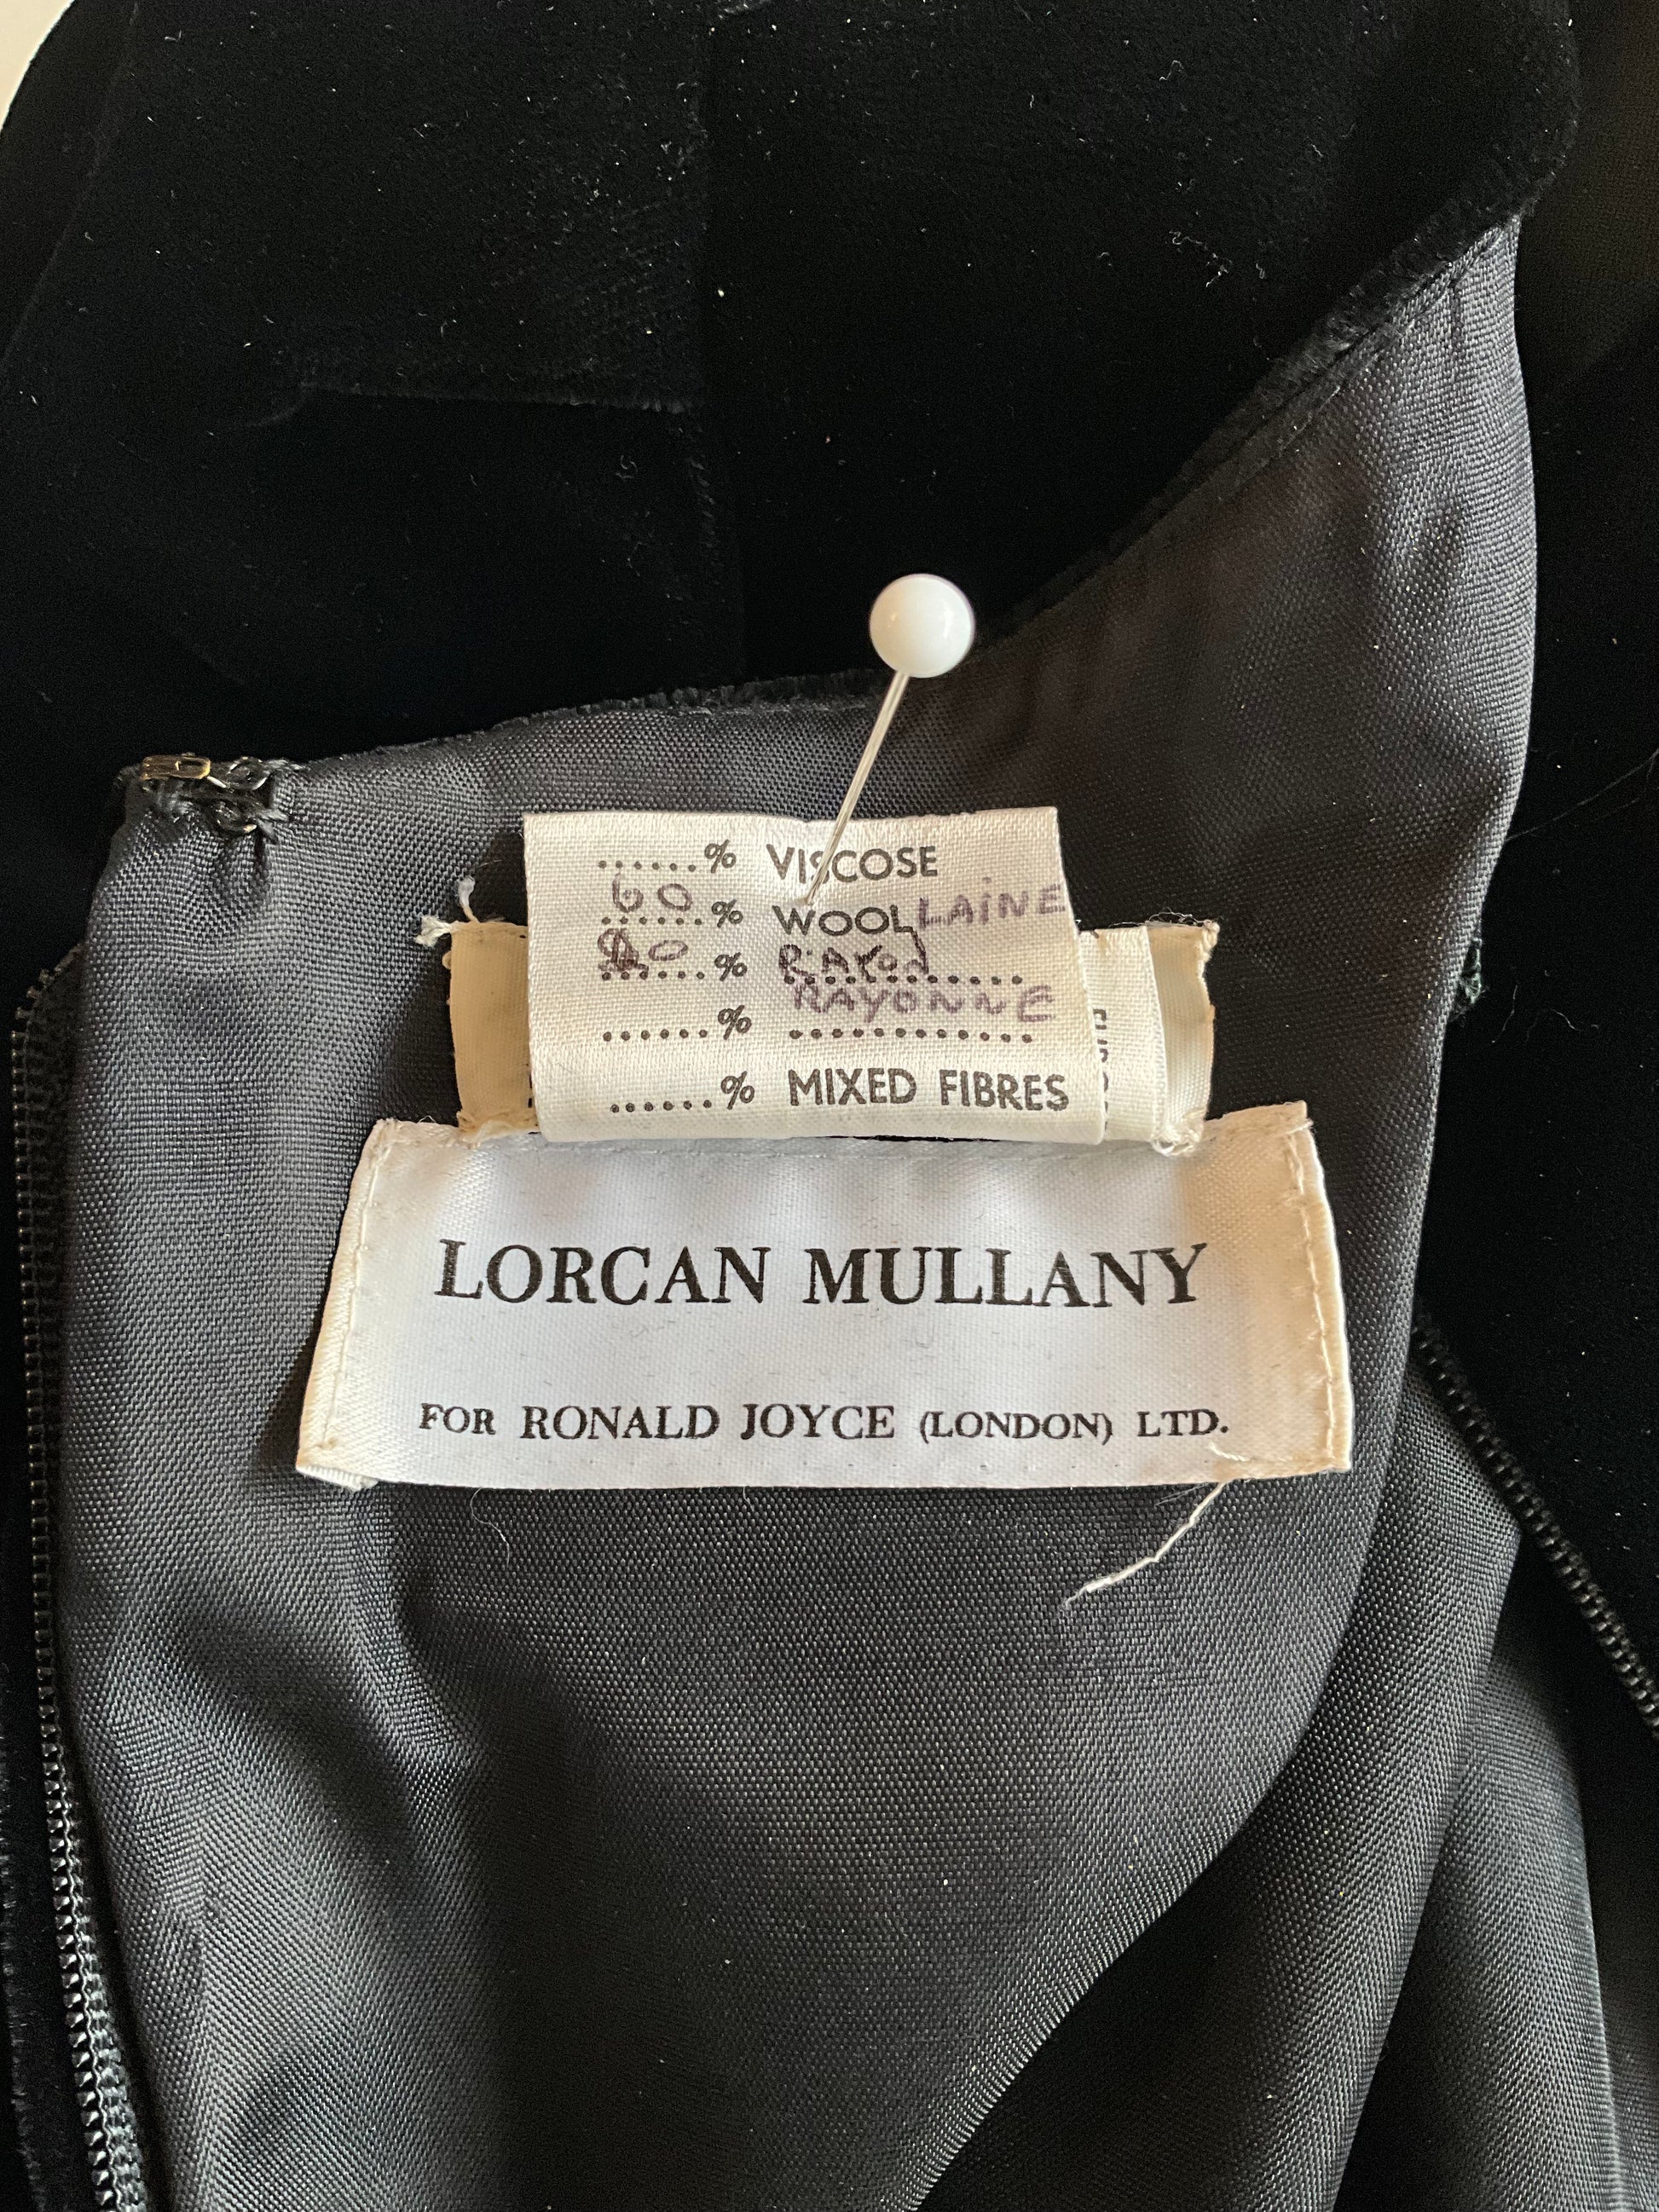 ......% VISCOSE
60 ......% WOOL LAINE
40 ......% RAYON
RAYONNE
......% ............
......% MIXED FIBRES
LORCAN MULLANY
FOR RONALD JOYCE (LONDON) LTD.